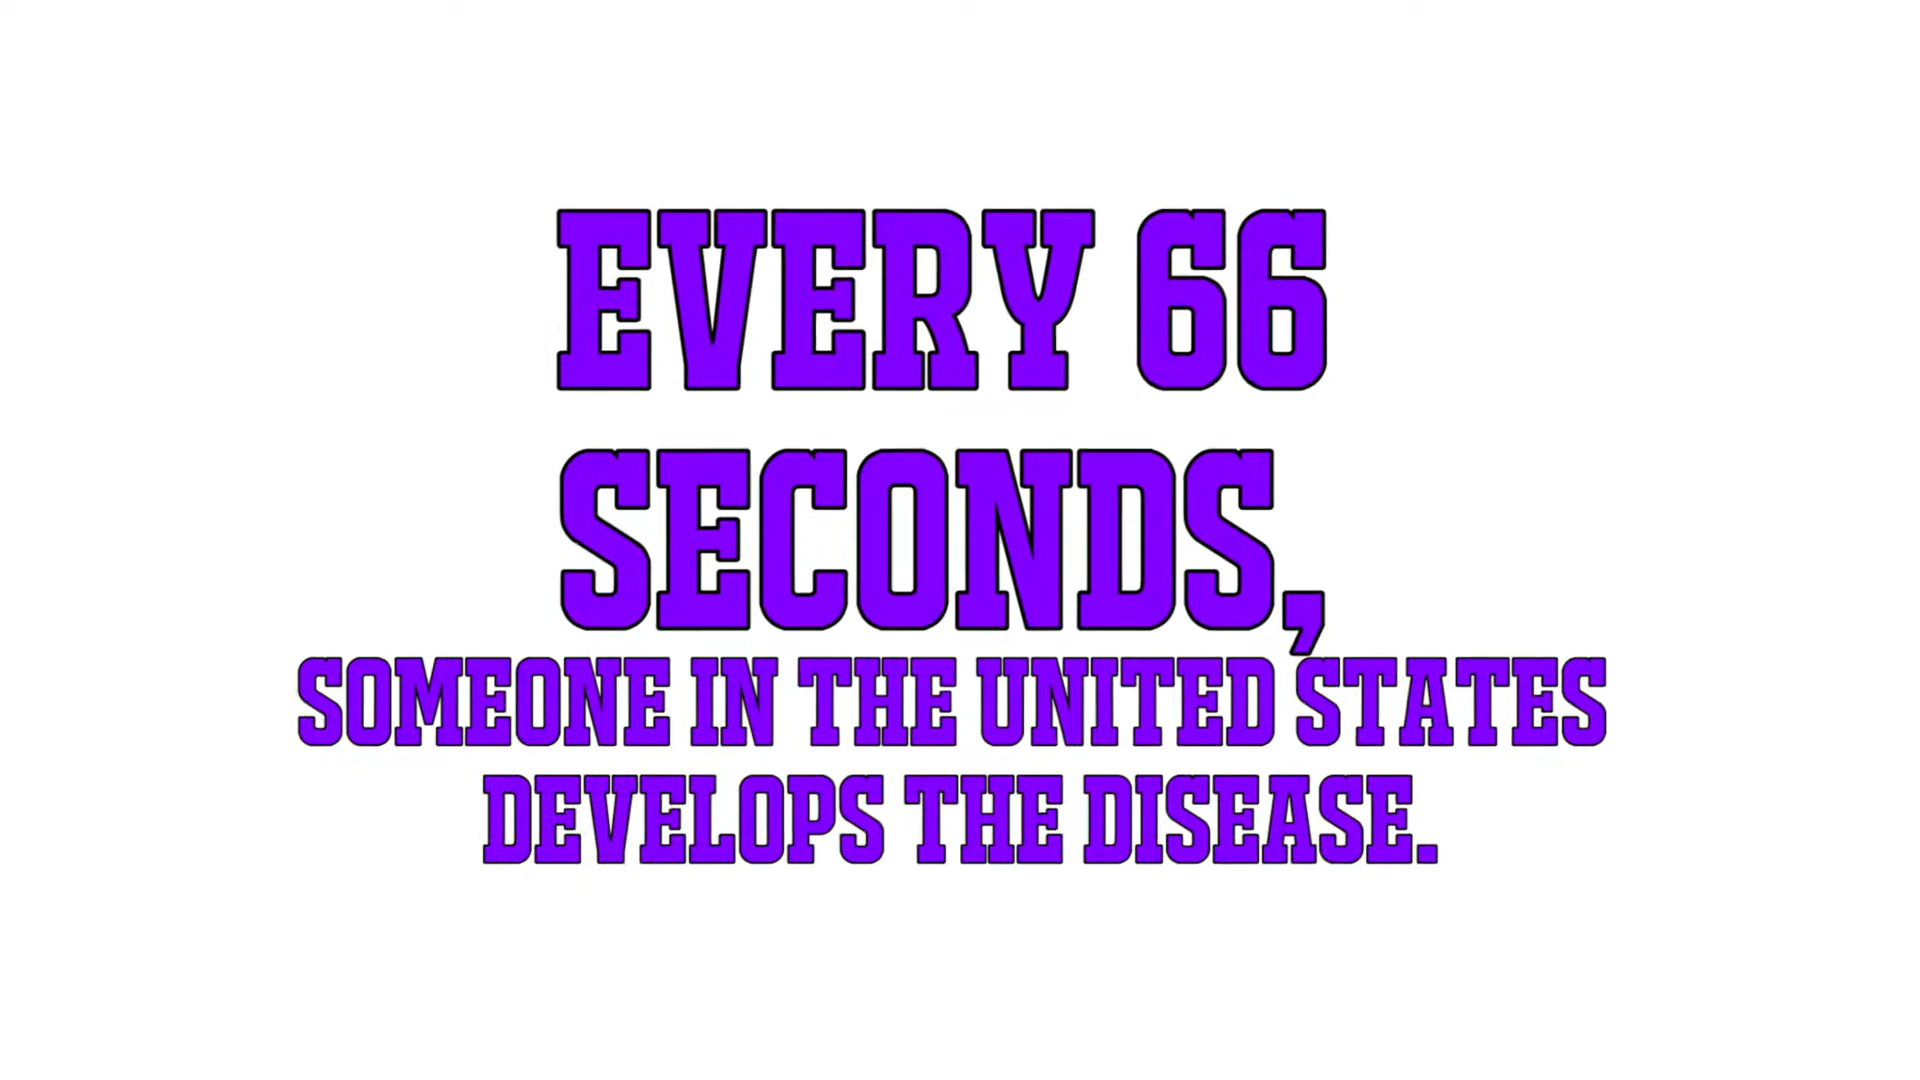 EVERY 66
SECONDS,
SOMEONE IN THE UNITED STATES
DEVELOPS THE DISEASE.